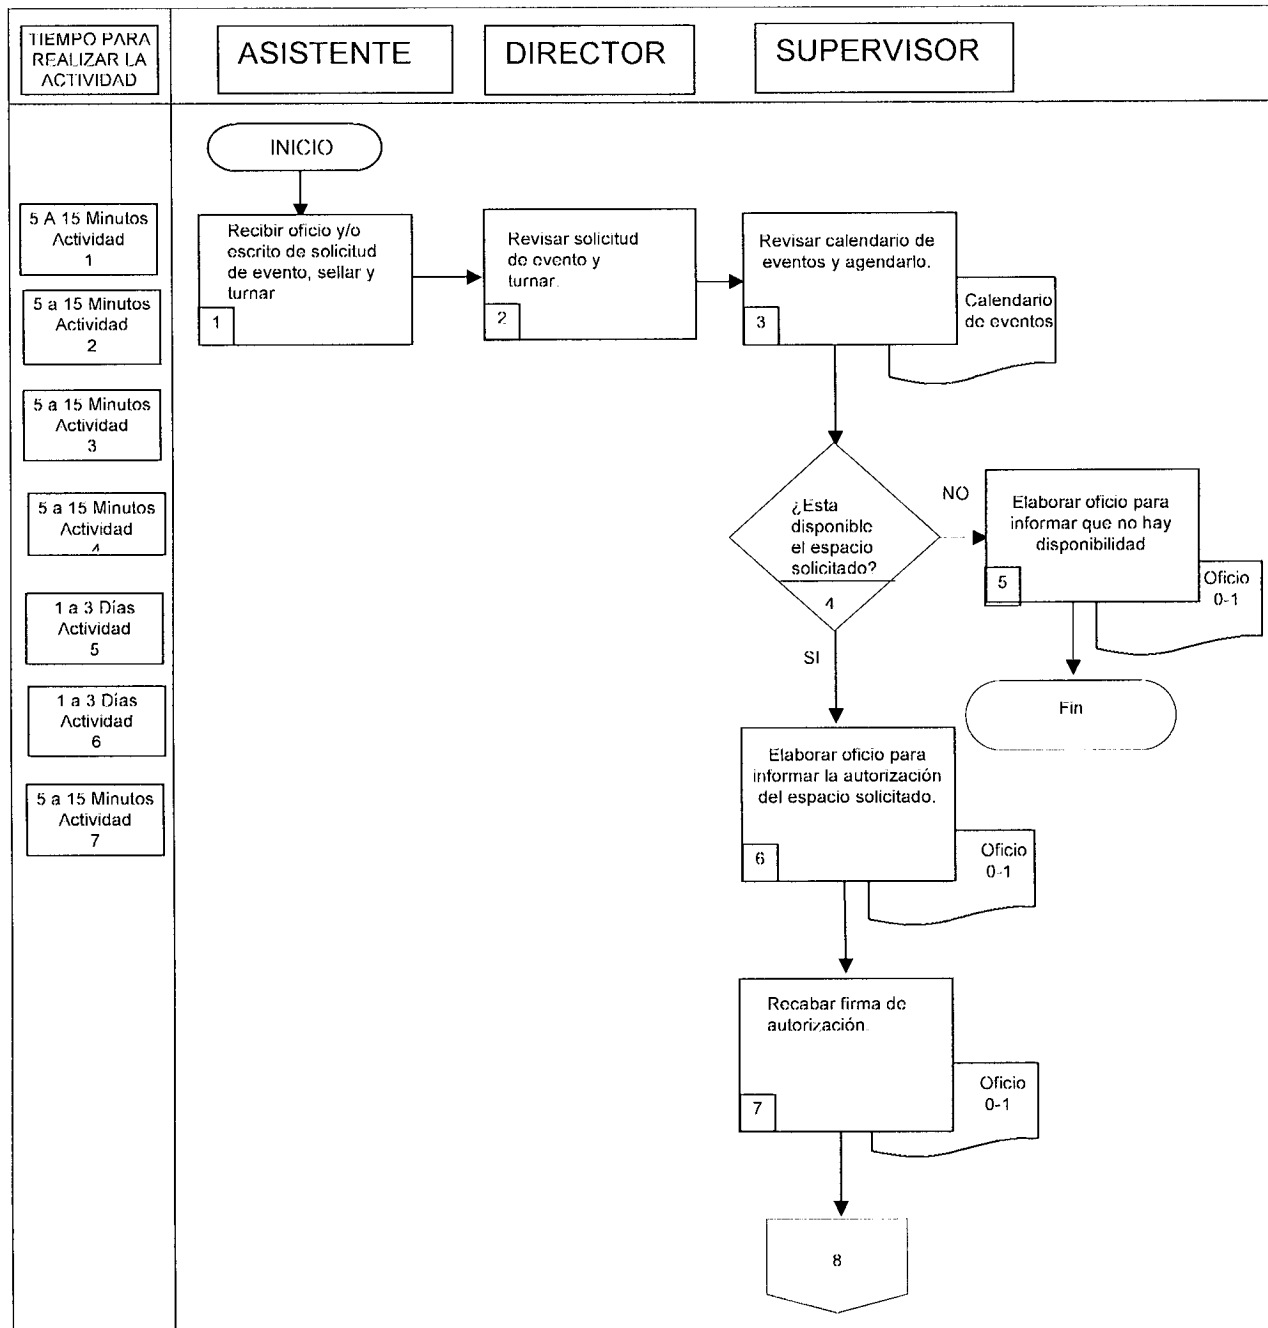 TIEMPO PARA
REALIZAR LA
ACTIVIDAD
ASISTENTE
DIRECTOR
SUPERVISOR
INICIO
5 A 15 Minutos
Actividad
1
5 a 15 Minutos
Actividad
2
5 a 15 Minutos
Actividad
3
5 a 15 Minutos
Actividad
4
1 a 3 Días
Actividad
5
1 a 3 Días
Actividad
6
5 a 15 Minutos
Actividad
7
Recibir oficio y/o
escrito de solicitud
de evento, sellar y
turnar
1
Revisar solicitud
de evento y
turnar.
2
Revisar calendario de
eventos y agendarlo.
3
Calendario
de eventos
¿Esta
disponible
el espacio
solicitado?
4
NO
Elaborar oficio para
informar que no hay
disponibilidad
5
Oficio
0-1
Fin
SI
Elaborar oficio para
informar la autorización
del espacio solicitado.
6
Oficio
0-1
Recabar firma de
autorización.
7
Oficio
0-1
8